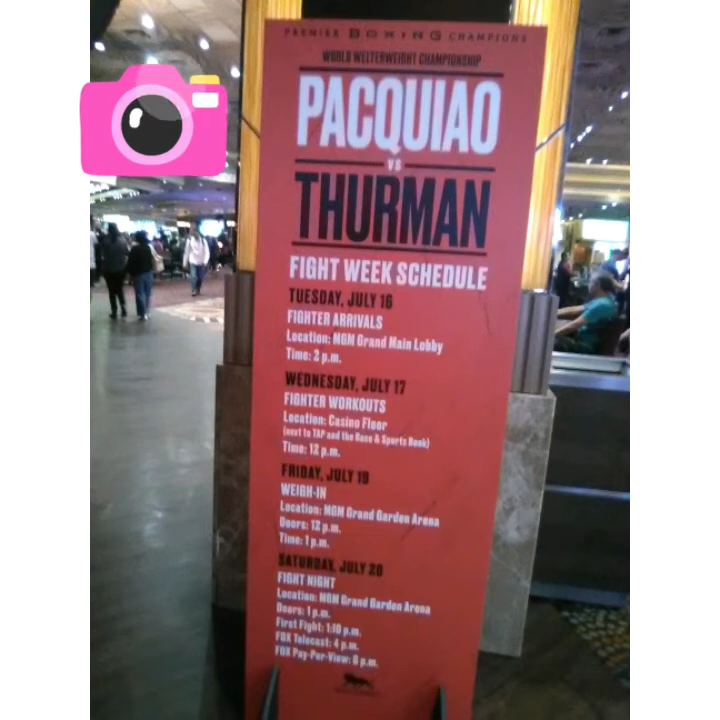 PREMIER BOXING CHAMPIONS
WORLD WELTERWEIGHT CHAMPIONSHIP
PACQUIAO
VS
THURMAN
FIGHT WEEK SCHEDULE
TUESDAY, JULY 16
FIGHTER ARRIVALS
Location: MGM Grand Main Lobby
Time: 2 p.m.
WEDNESDAY, JULY 17
FIGHTER WORKOUTS
Location: Casino Floor
(next to TAP and the Race & Sports Book)
Time: 12 p.m.
FRIDAY, JULY 19
WEIGH-IN
Location: MGM Grand Garden Arena
Doors: 12 p.m.
Time: 1 p.m.
SATURDAY, JULY 20
FIGHT NIGHT
Location: MGM Grand Garden Arena
Doors: 1 p.m.
First Fight: 1:10 p.m.
FOX Telecast: 4 p.m.
FOX Pay-Per-View: 6 p.m.